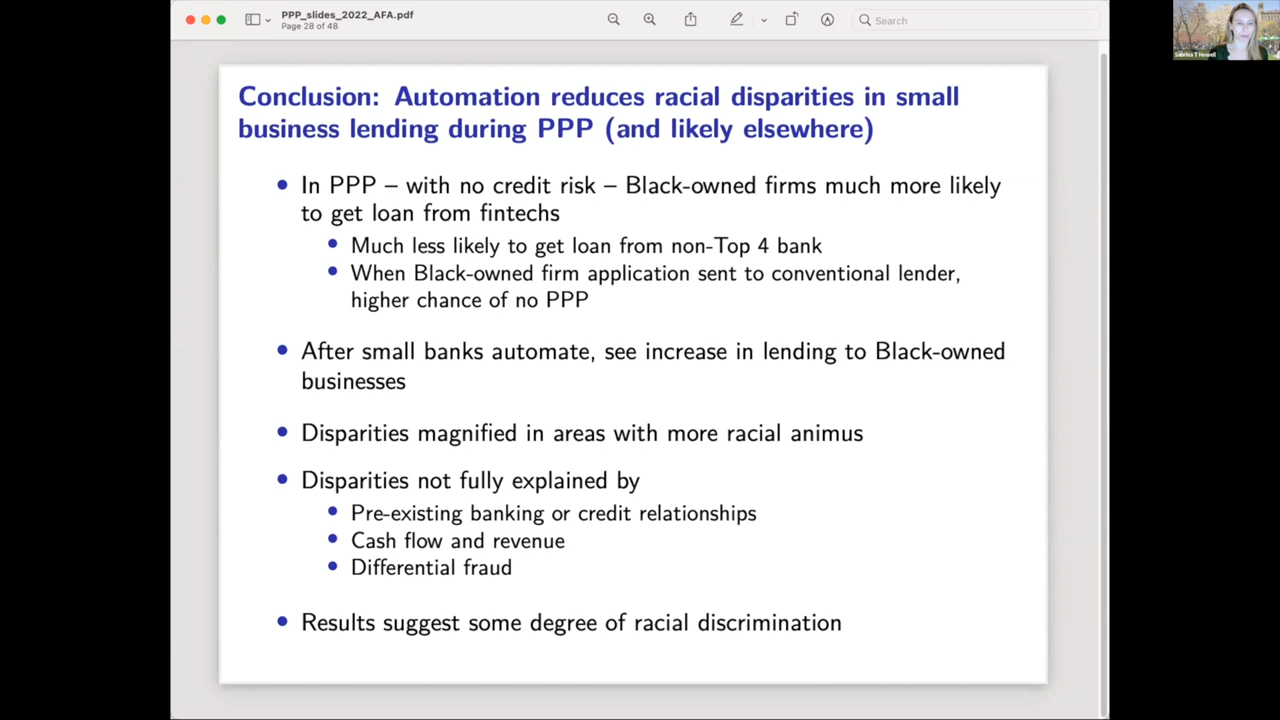 PPP_slides_2022_AFA.pdf
Page 28 of 48
Search
Sabrina T Howell
Conclusion: Automation reduces racial disparities in small
business lending during PPP (and likely elsewhere)
• In PPP – with no credit risk – Black-owned firms much more likely
to get loan from fintechs
• Much less likely to get loan from non-Top 4 bank
• When Black-owned firm application sent to conventional lender,
higher chance of no PPP
• After small banks automate, see increase in lending to Black-owned
businesses
• Disparities magnified in areas with more racial animus
• Disparities not fully explained by
• Pre-existing banking or credit relationships
• Cash flow and revenue
• Differential fraud
• Results suggest some degree of racial discrimination